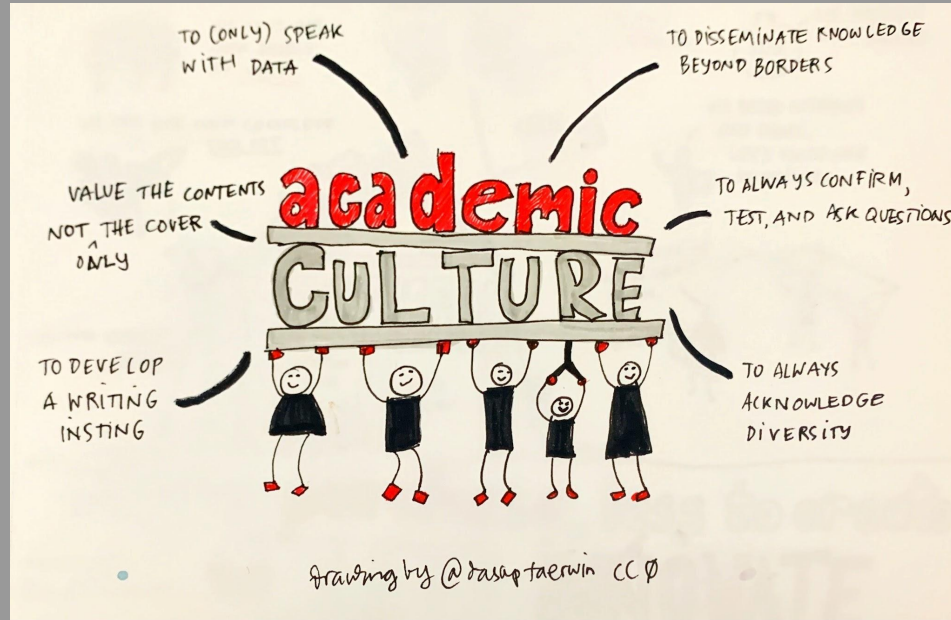 TO (ONLY) SPEAK
WITH DATA
TO DISSEMINATE KNOWLEDGE
BEYOND BORDERS
academic
CULTURE
VALUE THE CONTENTS
NOT ONLY THE COVER
TO ALWAYS CONFIRM,
TEST, AND ASK QUESTIONS
TO DEVELOP
A WRITING
INSTING
TO ALWAYS
ACKNOWLEDGE
DIVERSITY
drawing by @dasaptaerwin CC Ø